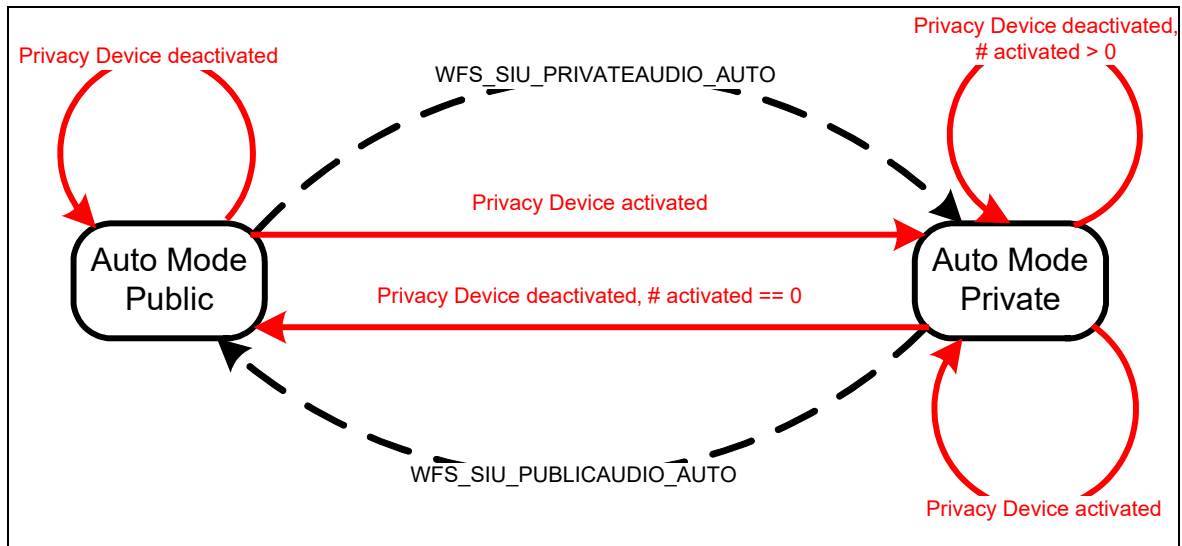 Privacy Device deactivated
Privacy Device deactivated,
# activated > 0
WFS_SIU_PRIVATEAUDIO_AUTO
Privacy Device activated
Auto Mode
Public
Auto Mode
Private
Privacy Device deactivated, # activated == 0
WFS_SIU_PUBLICAUDIO_AUTO
Privacy Device activated